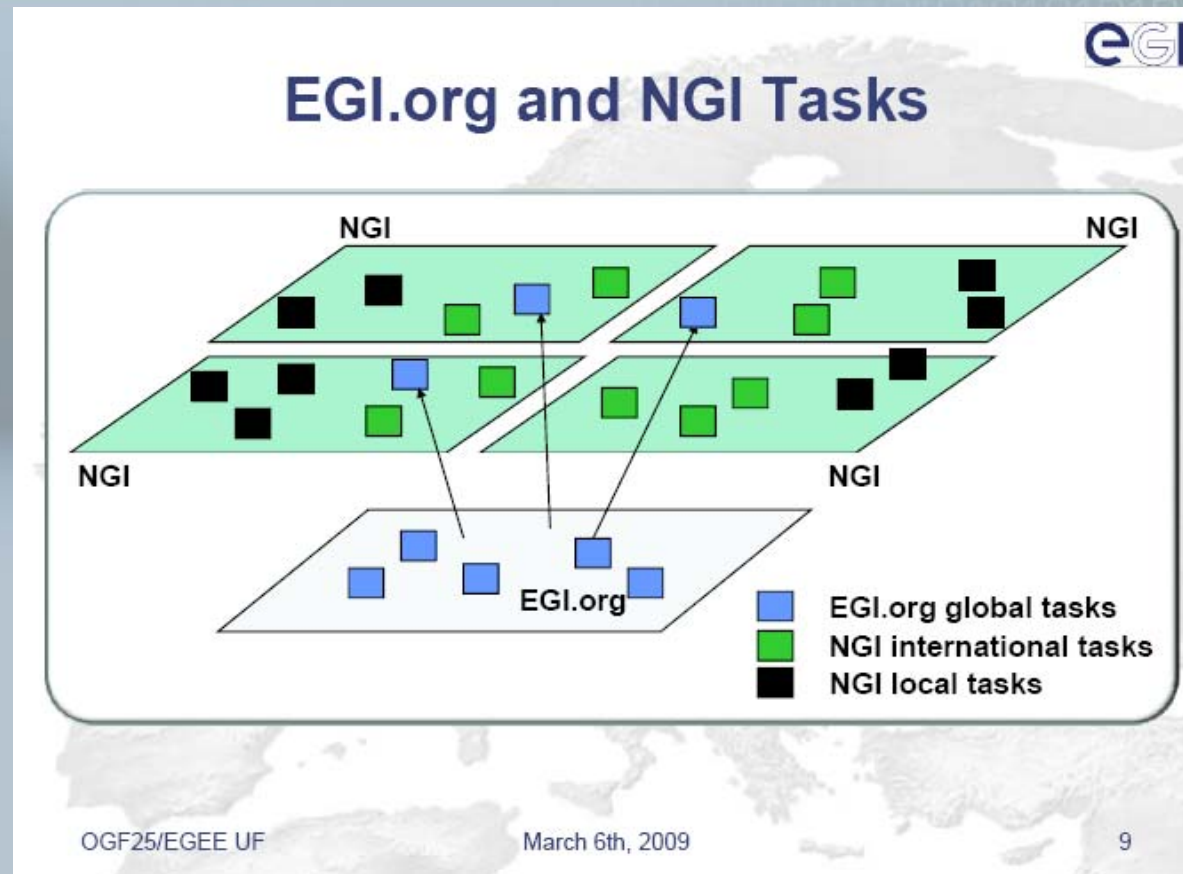 eGI
EGI.org and NGI Tasks
NGI
NGI
NGI
NGI
EGI.org
EGI.org global tasks
NGI international tasks
NGI local tasks
OGF25/EGEE UF
March 6th, 2009
9